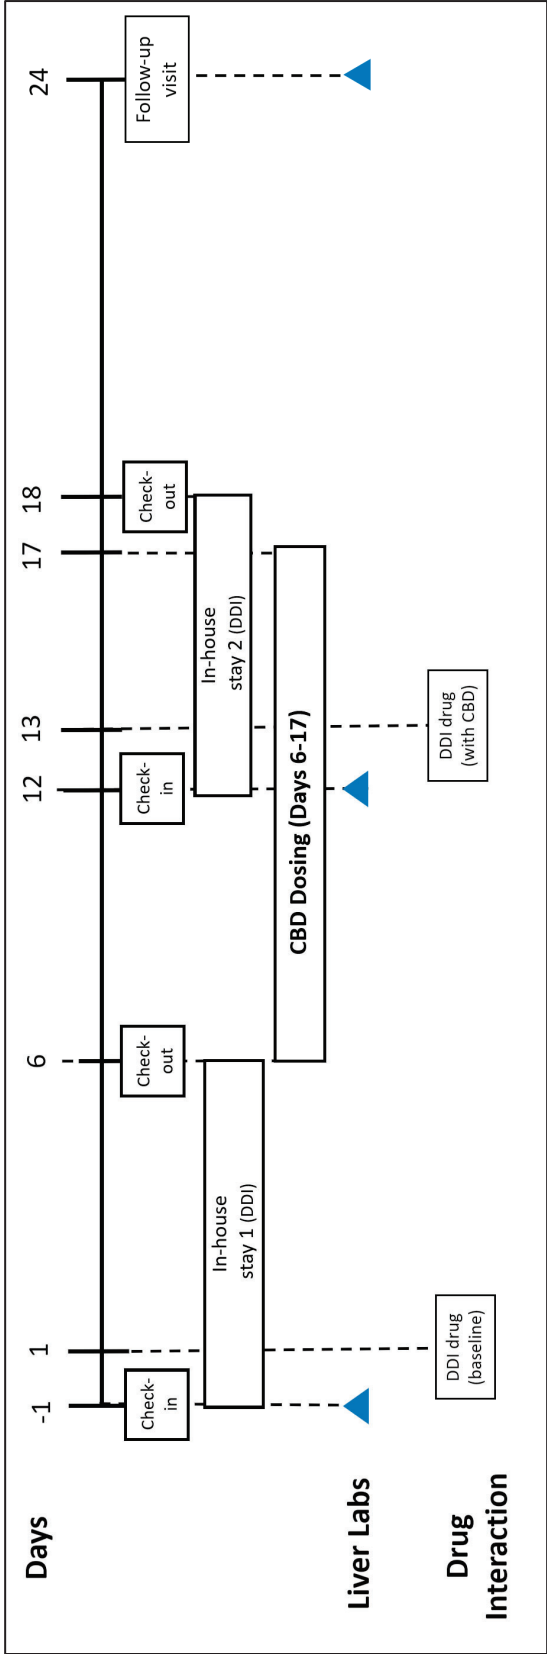 Days
-1
1
6
12
13
17
18
24
Check-
in
Check-
out
Check-
in
Check-
out
Follow-up
visit
In-house
stay 1 (DDI)
In-house
stay 2 (DDI)
CBD Dosing (Days 6-17)
Liver Labs
Drug
Interaction
DDI drug
(baseline)
DDI drug
(with CBD)